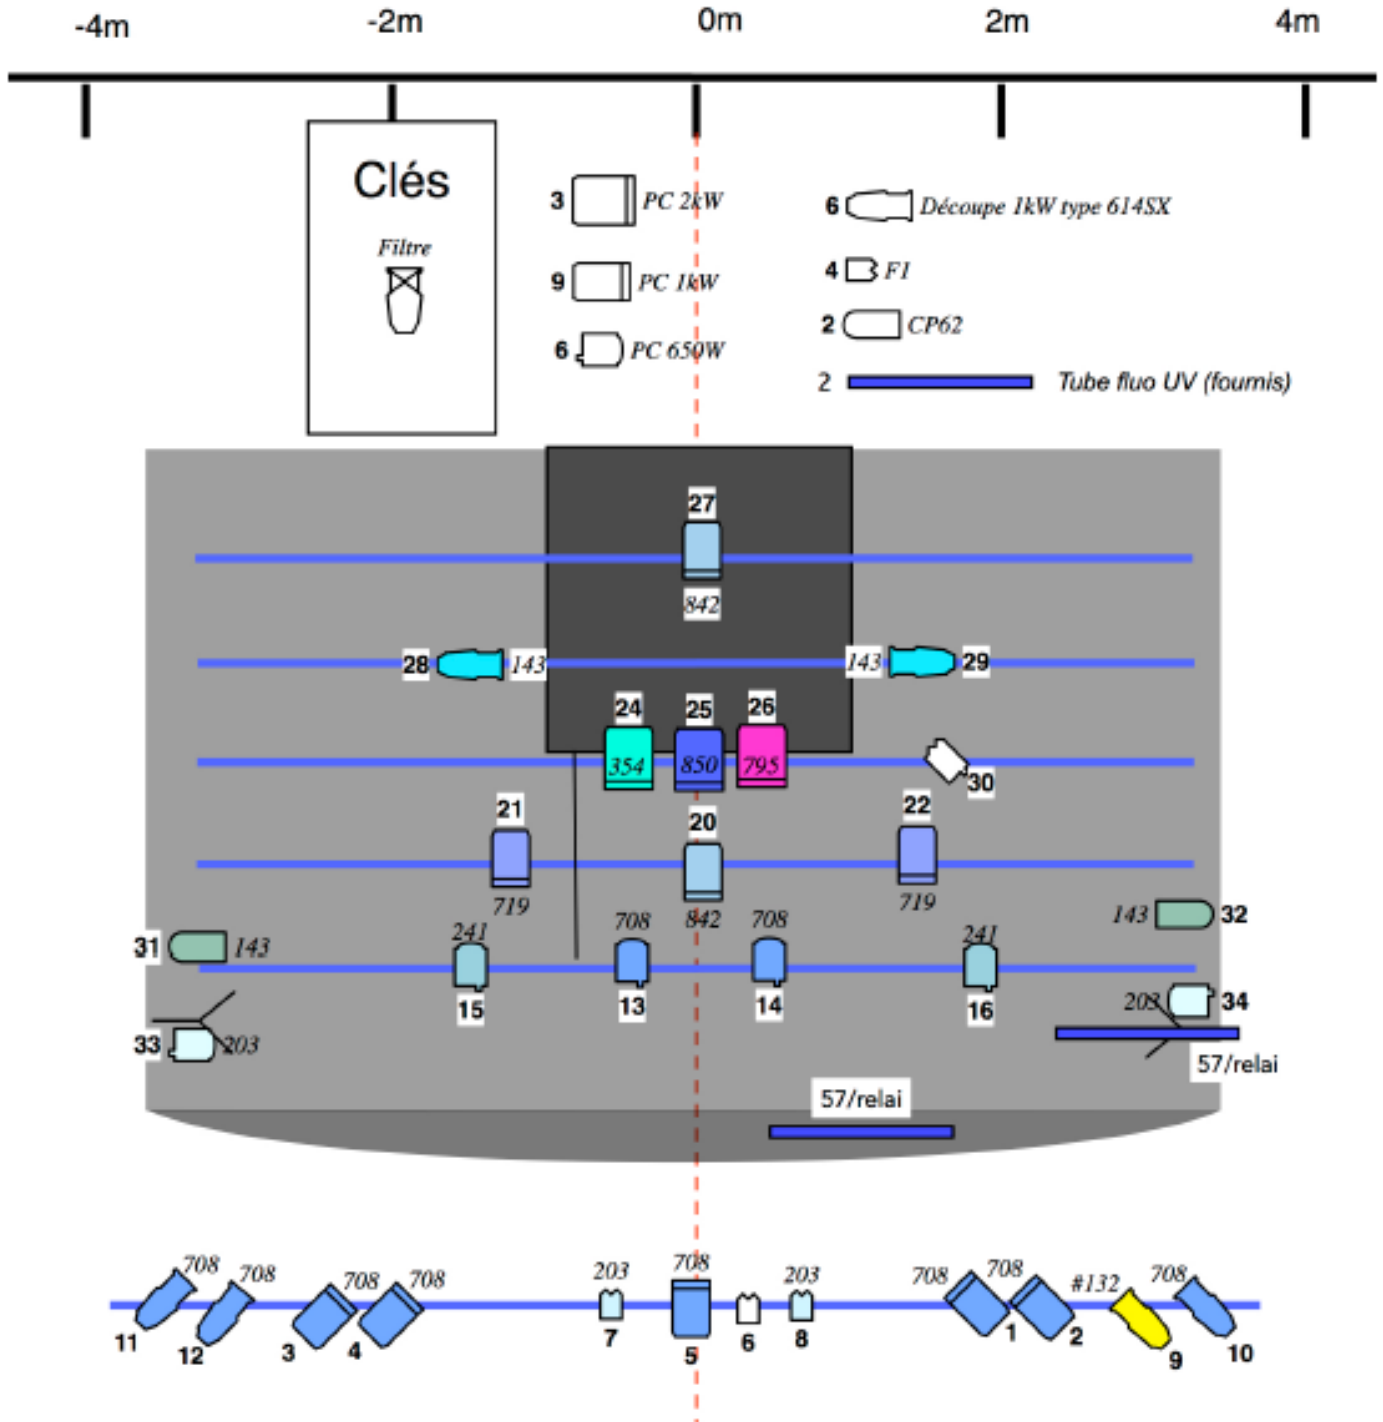 -4m -2m 0m 2m 4m
Clés
Filtre
3 PC 2kW
9 PC 1kW
6 PC 650W
6 Découpe 1kW type 614SX
4 F1
2 CP62
2 Tube fluo UV (fournis)
27
842
28 143
143 29
24 25 26
354 850 795
30
21 20 22
719 842 719
143 32
31 143
241 708 708 241
15 13 14 16
203 34
33 203
57/relai
57/relai
708 708 708 708 203 708 203 708 708 #132 708
11 12 3 4 7 5 6 8 1 2 9 10